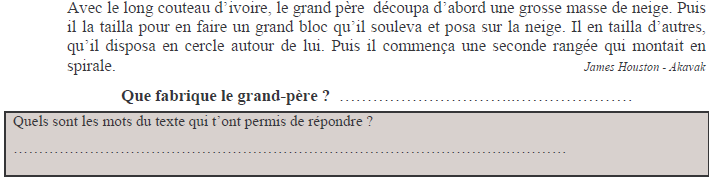 Avec le long couteau d'ivoire, le grand père  découpa d'abord une grosse masse de neige. Puis
il la tailla pour en faire un grand bloc qu'il souleva et posa sur la neige. Il en tailla d'autres,
qu'il disposa en cercle autour de lui. Puis il commença une seconde rangée qui montait en
spirale. James Houston - Akavak
Que fabrique le grand-père ? ……………………………..…………………
Quels sont les mots du texte qui t'ont permis de répondre ?
……………………………………………………………………………..…………